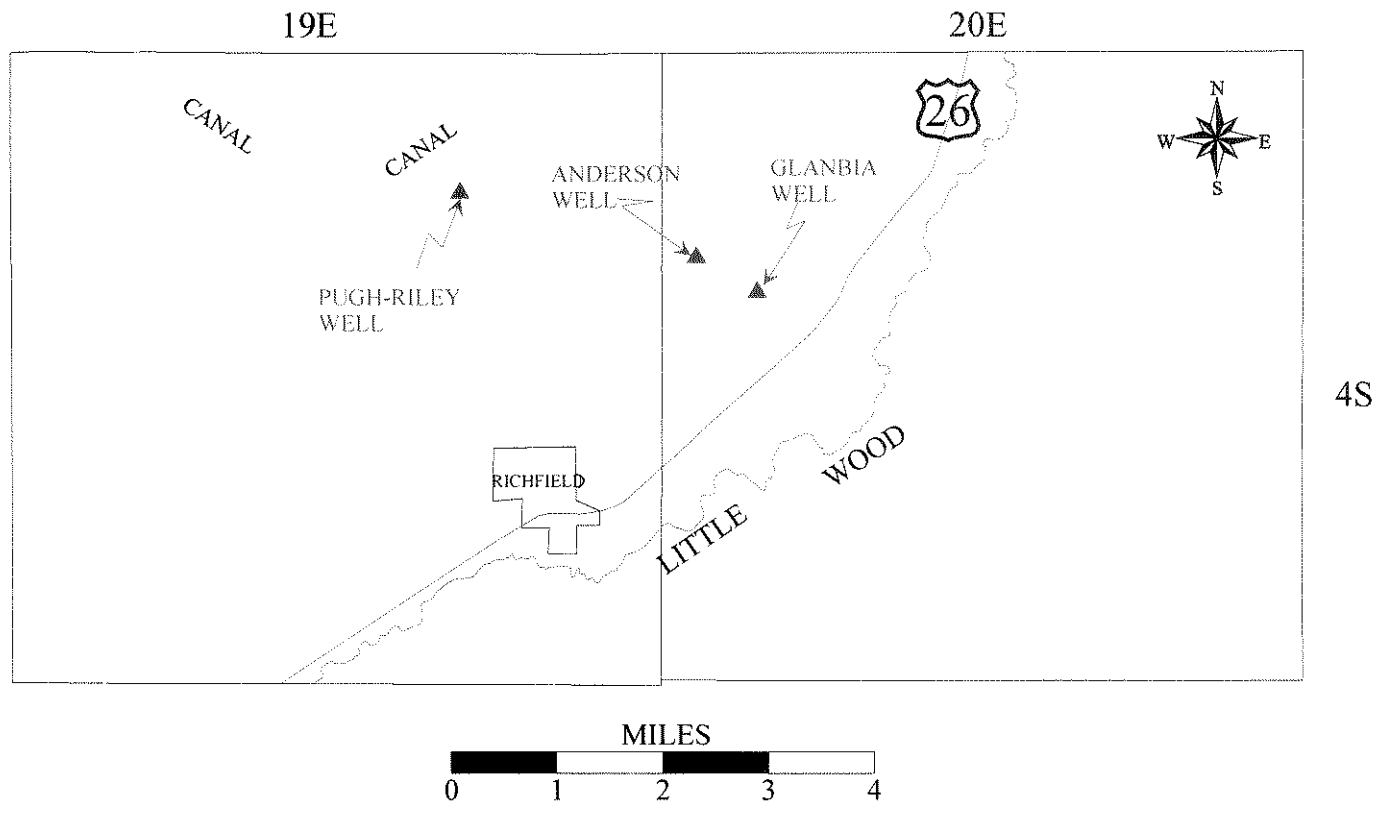 19E
20E
CANAL
CANAL
26
N
W E
S
ANDERSON
WELL
GLANBIA
WELL
PUGH-RILEY
WELL
4S
RICHFIELD
LITTLE WOOD
MILES
0 1 2 3 4